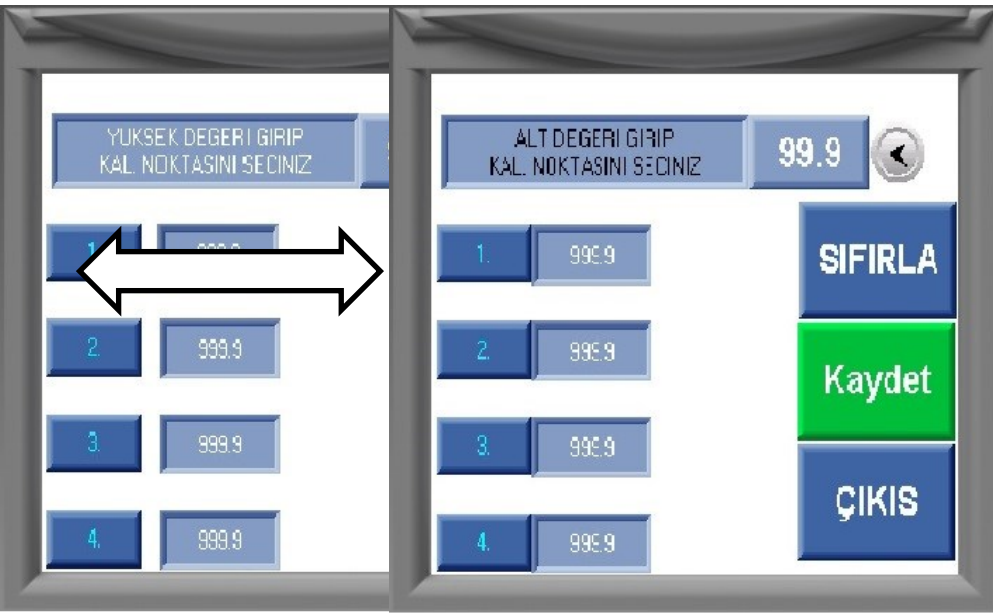 YUKSEK DEGERI GIRIP
KAL. NOKTASINI SECINIZ
1.
2. 999.9
3. 999.9
4. 999.9
ALT DEGERI GIRIP
KAL. NOKTASINI SECINIZ
99.9
1. 999.9
2. 999.9
3. 999.9
4. 999.9
SIFIRLA
Kaydet
ÇIKIS